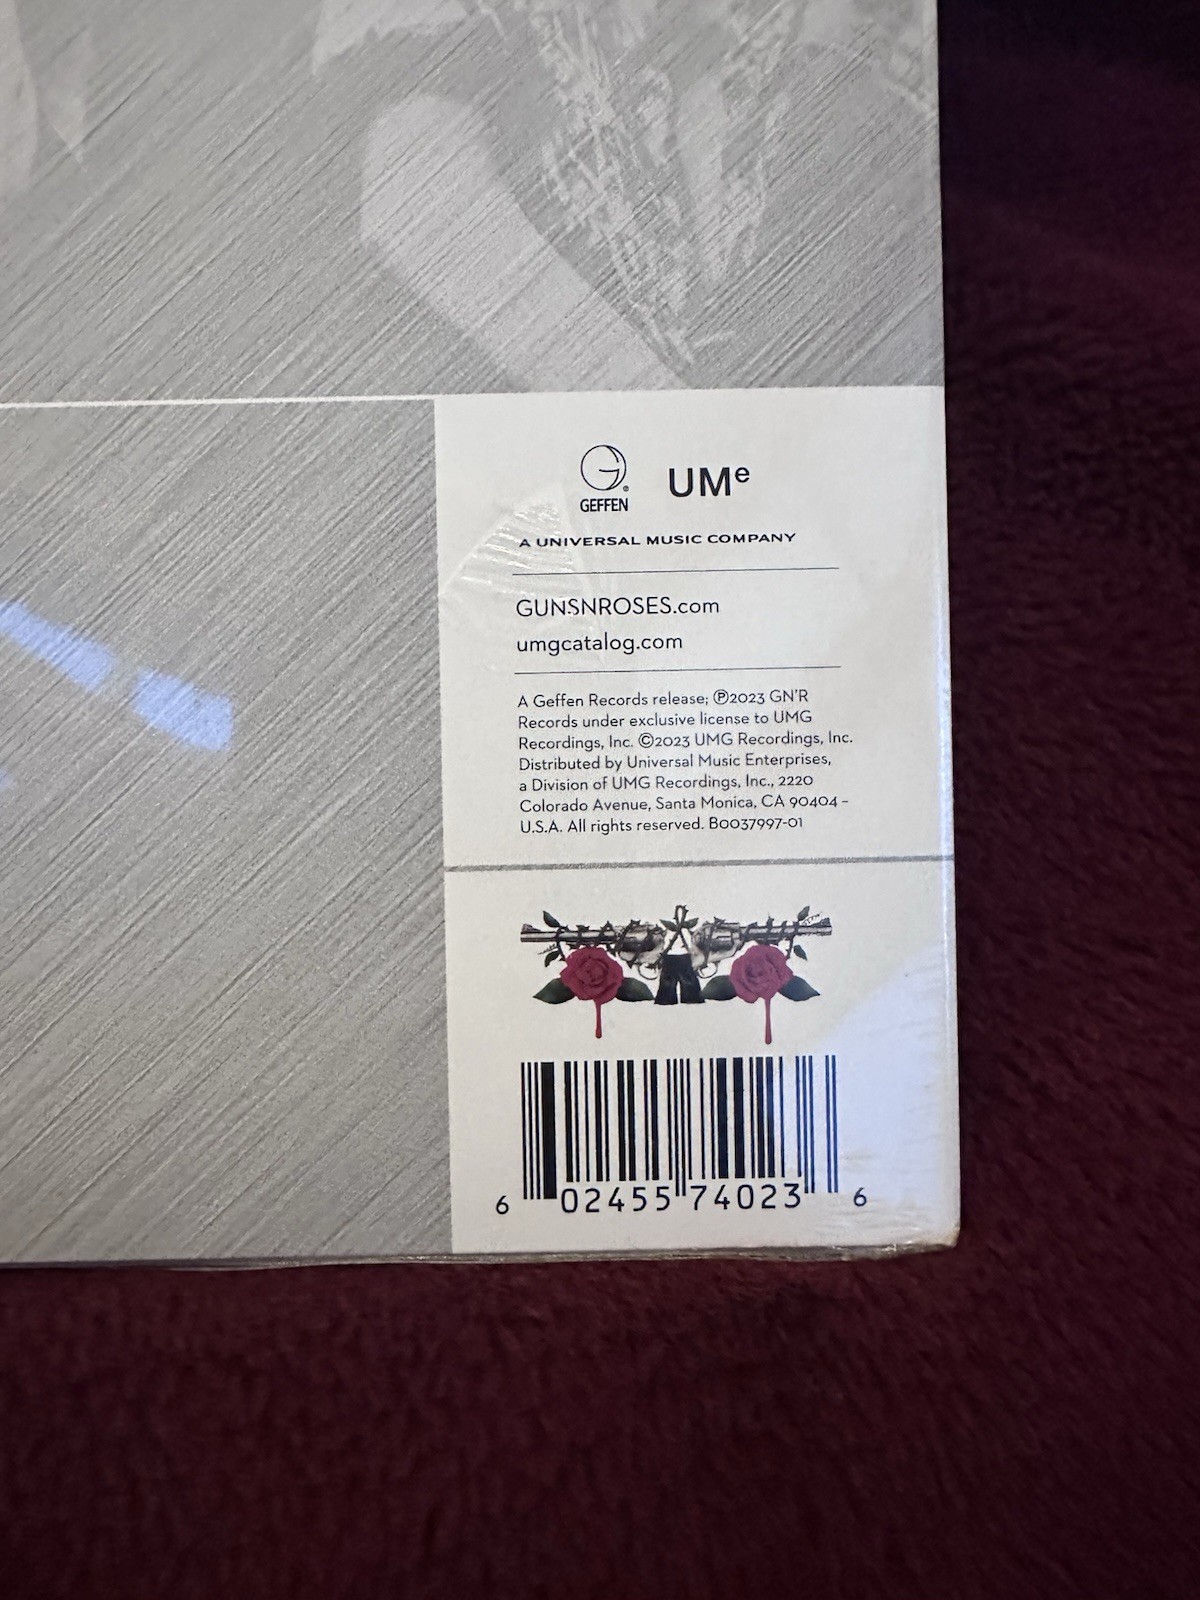 GEFFEN
UMe
A UNIVERSAL MUSIC COMPANY
GUNSNROSES.com
umgcatalog.com
A Geffen Records release; ℗2023 GN'R
Records under exclusive license to UMG
Recordings, Inc. ©2023 UMG Recordings, Inc.
Distributed by Universal Music Enterprises,
a Division of UMG Recordings, Inc., 2220
Colorado Avenue, Santa Monica, CA 90404 –
U.S.A. All rights reserved. B0037997-01
6 02455 74023 6